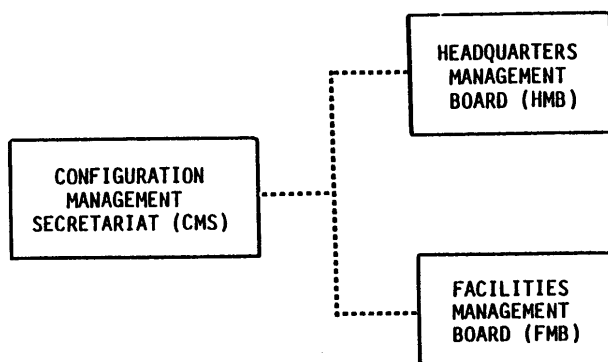 HEADQUARTERS
MANAGEMENT
BOARD (HMB)
CONFIGURATION
MANAGEMENT
SECRETARIAT (CMS)
FACILITIES
MANAGEMENT
BOARD (FMB)